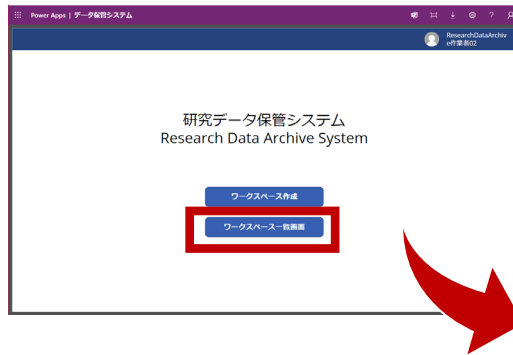 Power Apps | データ保管システム
ResearchDataArchiv
e作業者02
研究データ保管システム
Research Data Archive System
ワークスペース作成
ワークスペース一覧画面